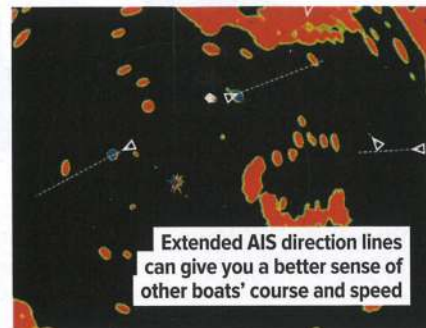 Extended AIS direction lines
can give you a better sense of
other boats’ course and speed